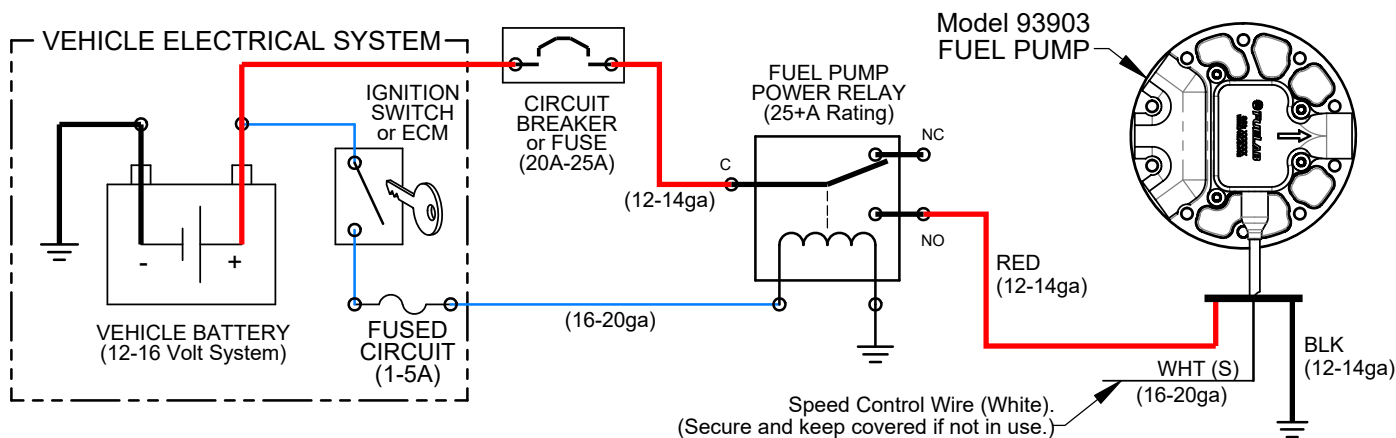 VEHICLE ELECTRICAL SYSTEM
IGNITION
SWITCH
or ECM
-
+
VEHICLE BATTERY
(12-16 Volt System)
FUSED
CIRCUIT
(1-5A)
CIRCUIT
BREAKER
or FUSE
(20A-25A)
(12-14ga)
(16-20ga)
FUEL PUMP
POWER RELAY
(25+A Rating)
C
NC
NO
RED
(12-14ga)
Model 93903
FUEL PUMP
FUELAB
WHT (S)
(16-20ga)
BLK
(12-14ga)
Speed Control Wire (White).
(Secure and keep covered if not in use.)